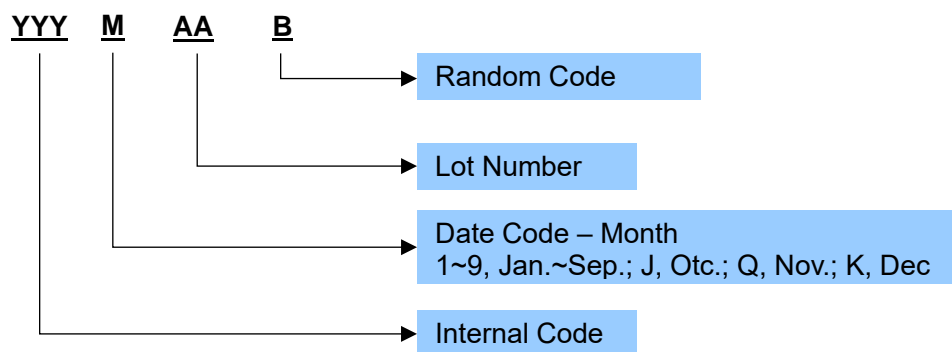 YYY M AA B
Random Code
Lot Number
Date Code – Month
1~9, Jan.~Sep.; J, Otc.; Q, Nov.; K, Dec
Internal Code